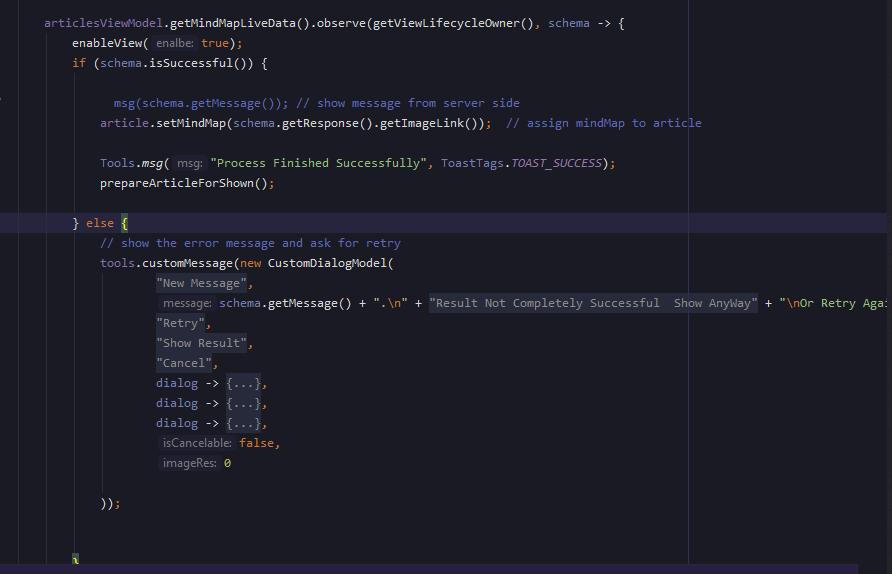 articlesViewModel.getMindMapLiveData().observe(getViewLifecycleOwner(), schema -> {
enableView( enalbe: true);
if (schema.isSuccessful()) {
msg(schema.getMessage()); // show message from server side
article.setMindMap(schema.getResponse().getImageLink()); // assign mindMap to article
Tools.msg( msg: "Process Finished Successfully", ToastTags.TOAST_SUCCESS);
prepareArticleForShown();
} else {
// show the error message and ask for retry
tools.customMessage(new CustomDialogModel(
"New Message",
message: schema.getMessage() + ".\n" + "Result Not Completely Successful  Show AnyWay" + "\nOr Retry Agai
"Retry",
"Show Result",
"Cancel",
dialog -> {...},
dialog -> {...},
dialog -> {...},
isCancelable: false,
imageRes: 0
));
}